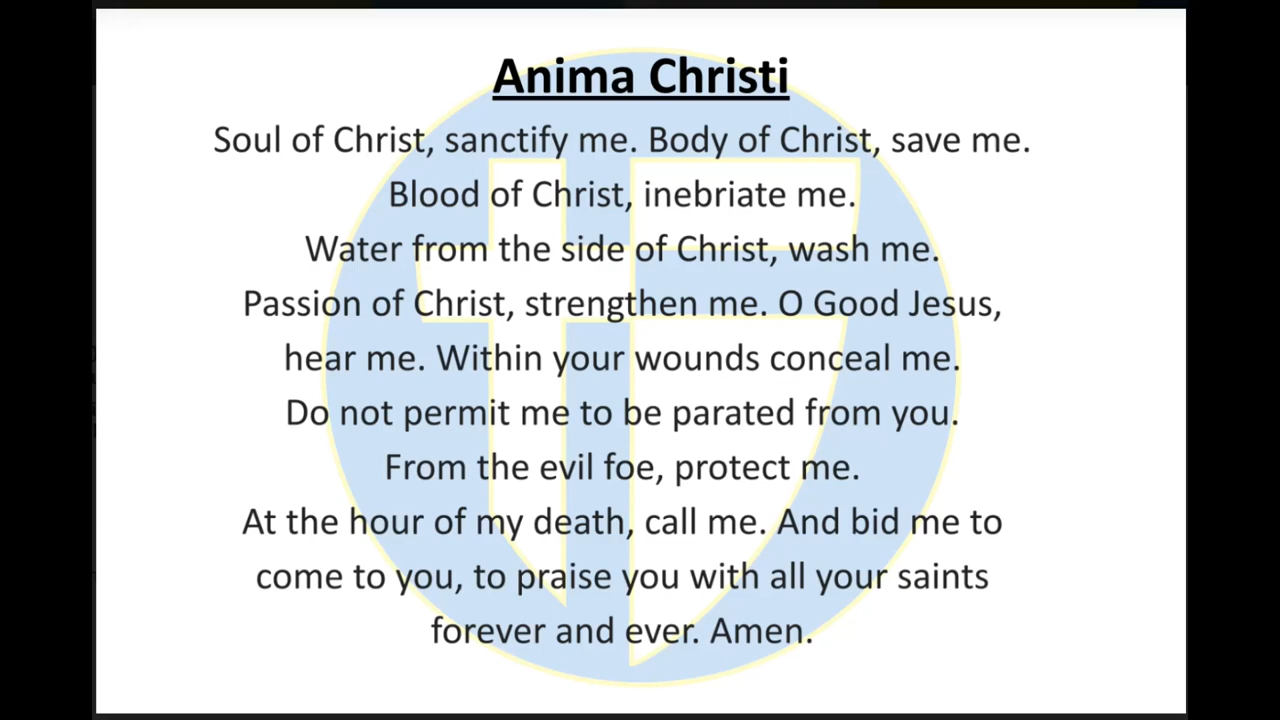 Anima Christi
Soul of Christ, sanctify me. Body of Christ, save me.
Blood of Christ, inebriate me.
Water from the side of Christ, wash me.
Passion of Christ, strengthen me. O Good Jesus,
hear me. Within your wounds conceal me.
Do not permit me to be parated from you.
From the evil foe, protect me.
At the hour of my death, call me. And bid me to
come to you, to praise you with all your saints
forever and ever. Amen.